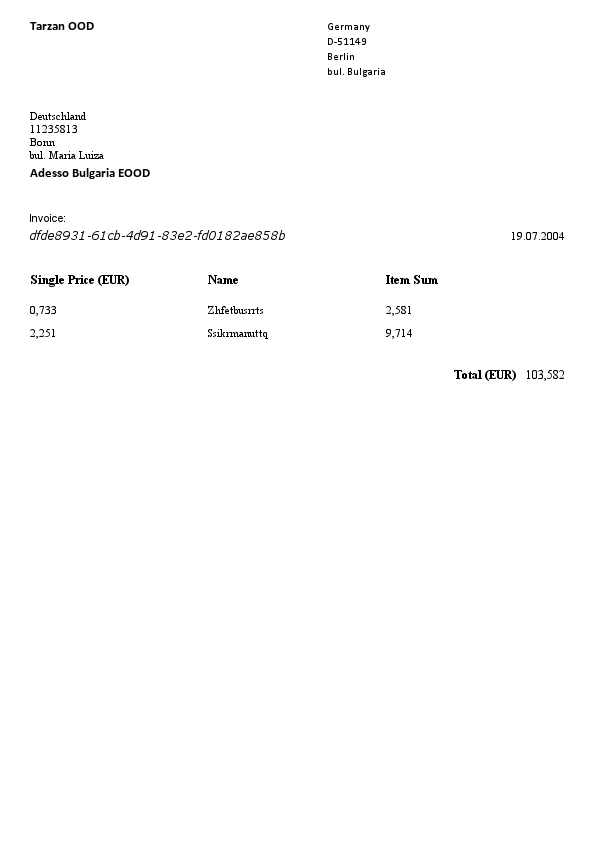 Tarzan OOD
Germany
D-51149
Berlin
bul. Bulgaria
Deutschland
11235813
Bonn
bul. Maria Luiza
Adesso Bulgaria EOOD
Invoice:
dfde8931-61cb-4d91-83e2-fd0182ae858b 19.07.2004
Single Price (EUR) Name Item Sum
0,733 Zhfetbusrrts 2,581
2,251 Ssikrmanuttq 9,714
Total (EUR) 103,582